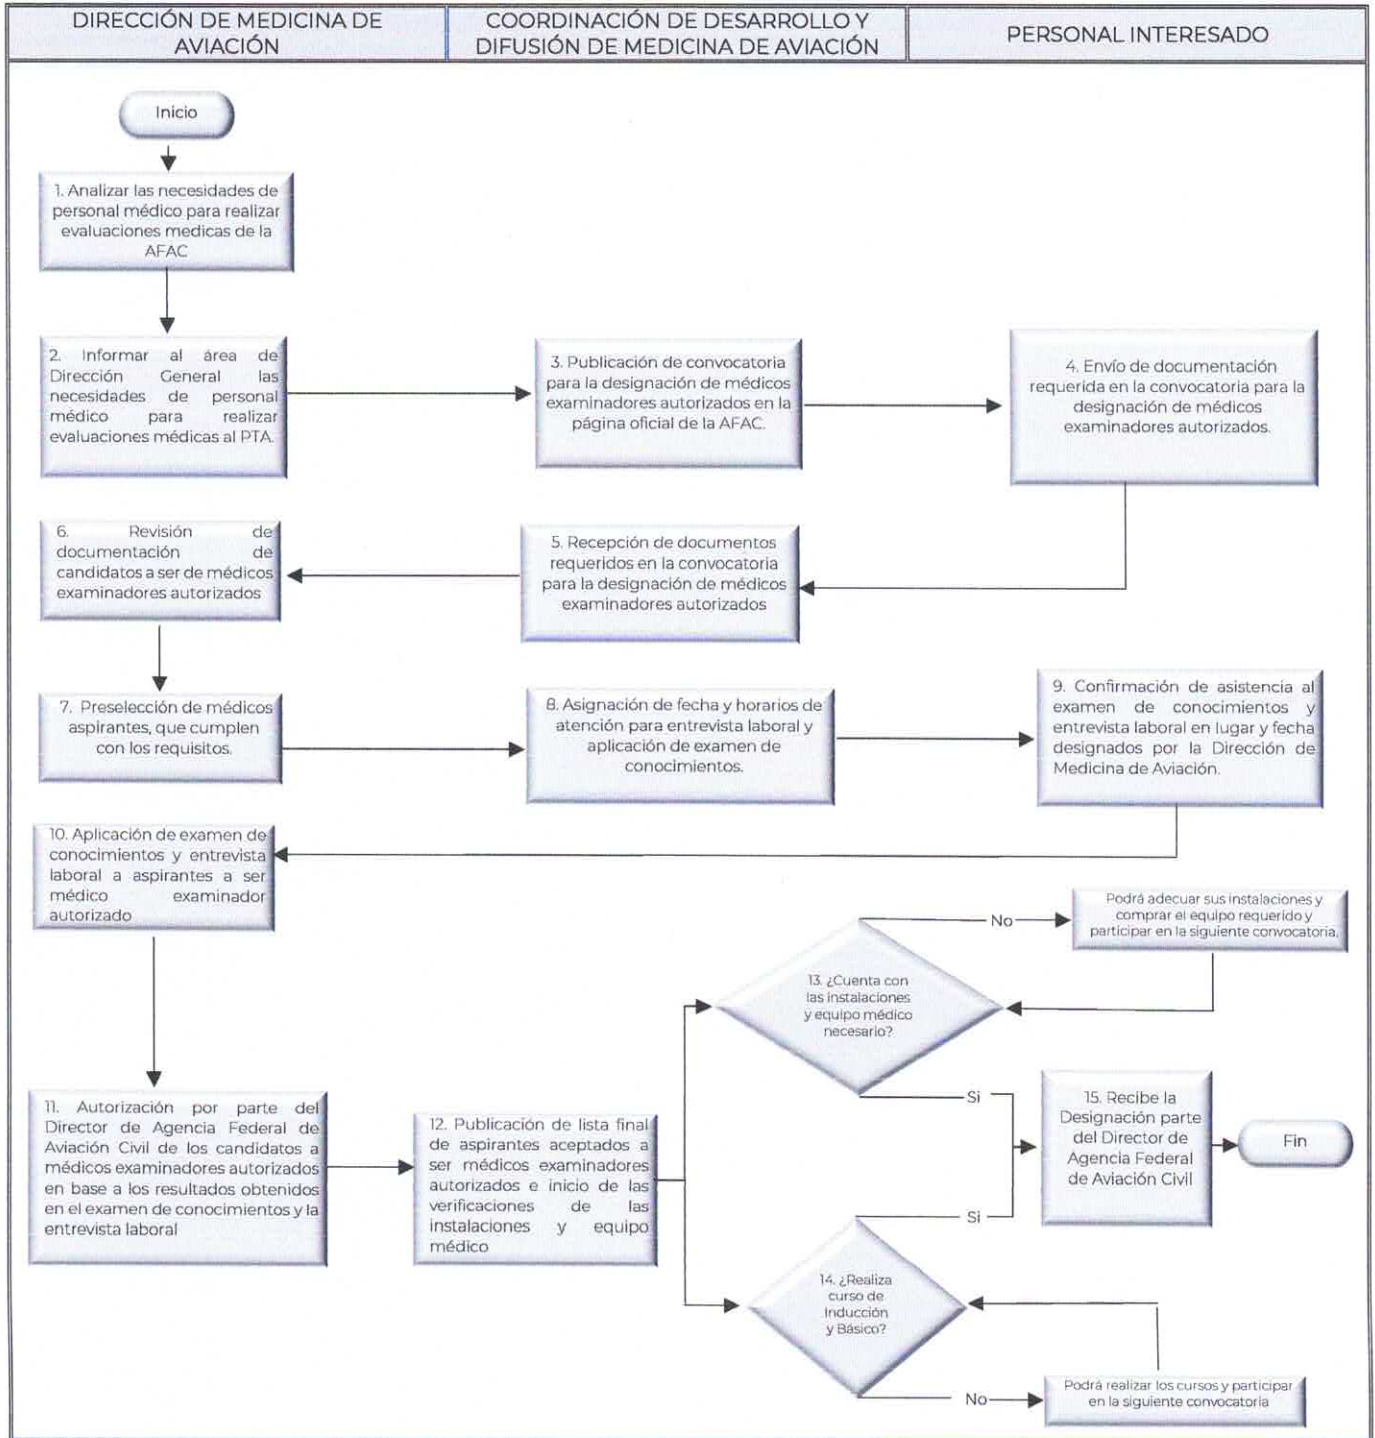 DIRECCIÓN DE MEDICINA DE
AVIACIÓN
COORDINACIÓN DE DESARROLLO Y
DIFUSIÓN DE MEDICINA DE AVIACIÓN
PERSONAL INTERESADO
Inicio
1. Analizar las necesidades de
personal médico para realizar
evaluaciones medicas de la
AFAC
2. Informar al área de
Dirección General las
necesidades de personal
médico para realizar
evaluaciones médicas al PTA.
3. Publicación de convocatoria
para la designación de médicos
examinadores autorizados en la
página oficial de la AFAC.
4. Envío de documentación
requerida en la convocatoria para la
designación de médicos
examinadores autorizados.
5. Recepción de documentos
requeridos en la convocatoria
para la designación de médicos
examinadores autorizados
6. Revisión de
documentación de
candidatos a ser de médicos
examinadores autorizados
7. Preselección de médicos
aspirantes, que cumplen
con los requisitos.
8. Asignación de fecha y horarios de
atención para entrevista laboral y
aplicación de examen de
conocimientos.
9. Confirmación de asistencia al
examen de conocimientos y
entrevista laboral en lugar y fecha
designados por la Dirección de
Medicina de Aviación.
10. Aplicación de examen de
conocimientos y entrevista
laboral a aspirantes a ser
médico examinador
autorizado
11. Autorización por parte del
Director de Agencia Federal de
Aviación Civil de los candidatos a
médicos examinadores autorizados
en base a los resultados obtenidos
en el examen de conocimientos y la
entrevista laboral
12. Publicación de lista final
de aspirantes aceptados a
ser médicos examinadores
autorizados e inicio de las
verificaciones de las
instalaciones y equipo
médico
13. ¿Cuenta con
las instalaciones
y equipo médico
necesario?
No
Podrá adecuar sus instalaciones y
comprar el equipo requerido y
participar en la siguiente convocatoria.
Si
15. Recibe la
Designación parte
del Director de
Agencia Federal
de Aviación Civil
Fin
Si
14. ¿Realiza
curso de
Inducción
y Básico?
No
Podrá realizar los cursos y participar
en la siguiente convocatoria